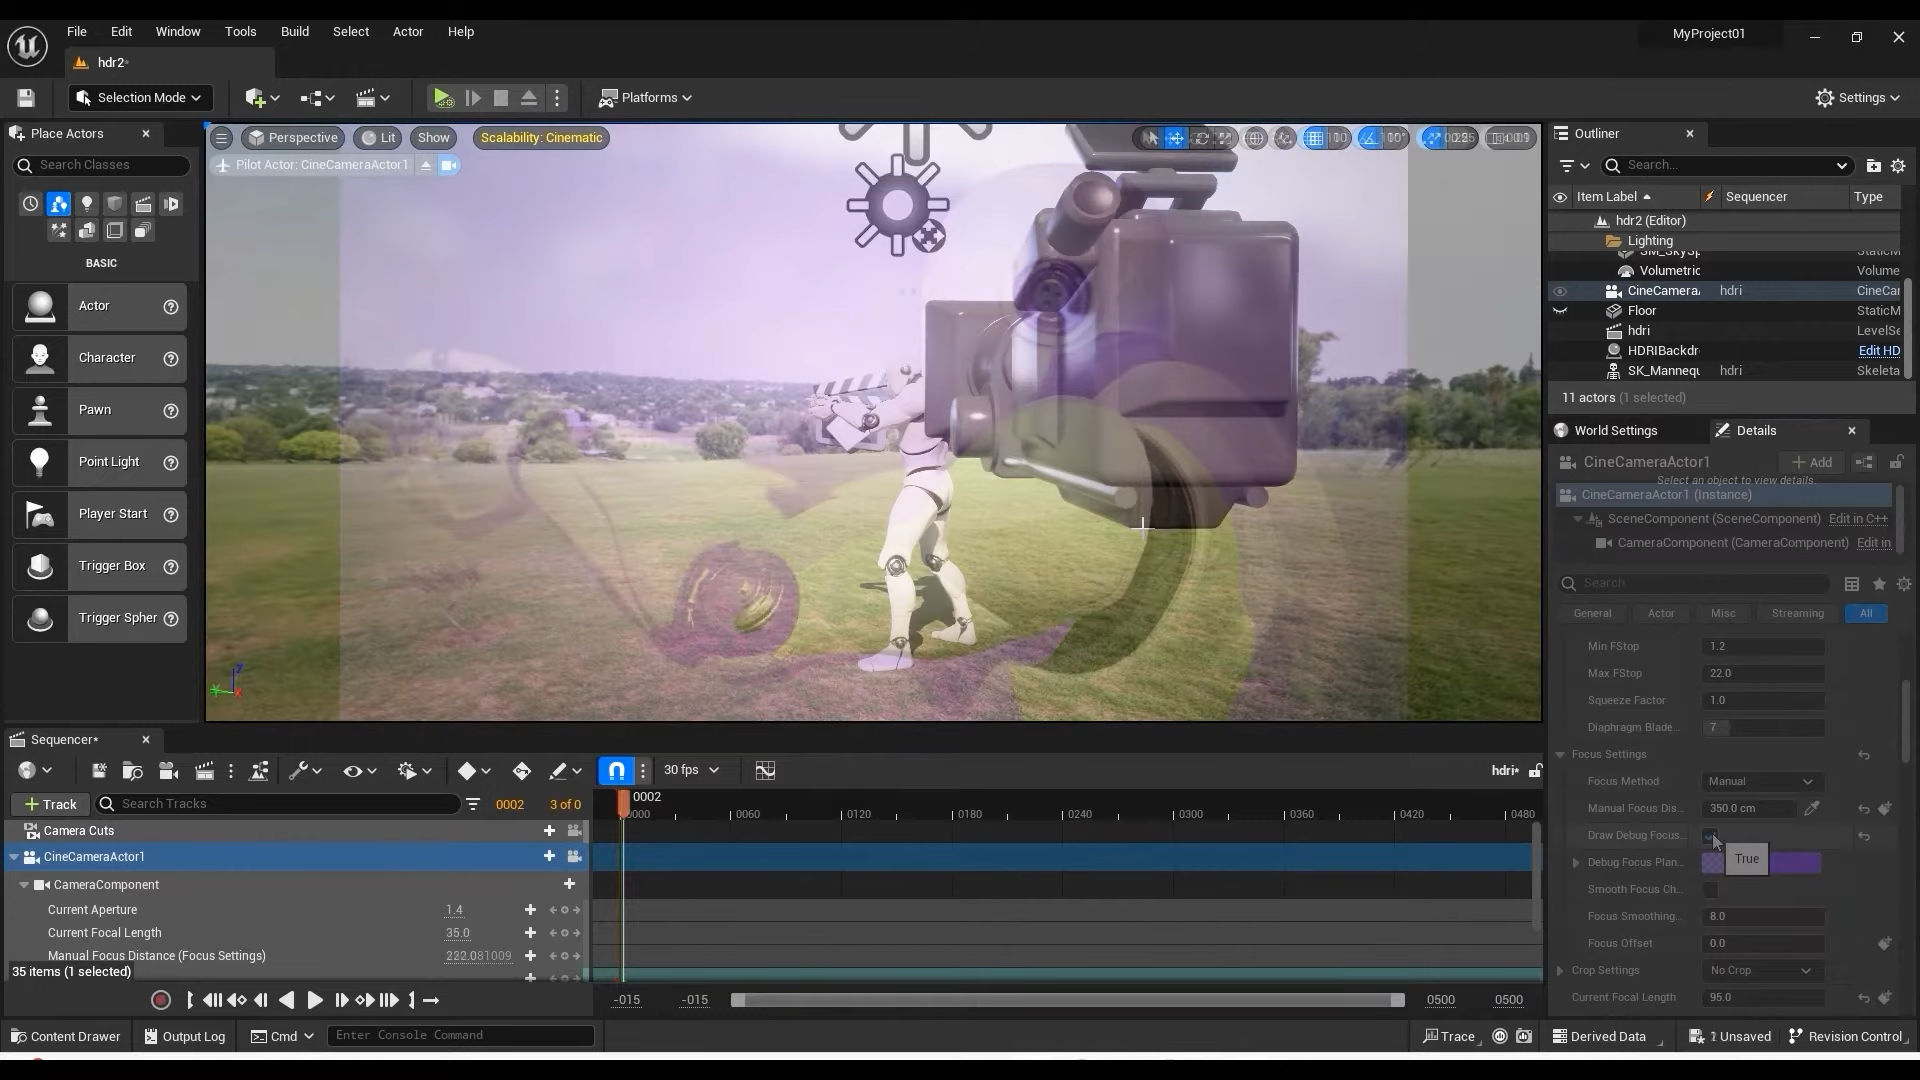 File Edit Window Tools Build Select Actor Help
MyProject01
hdr2•
Selection Mode
Platforms
Settings
Place Actors
Search Classes
BASIC
Actor
Character
Pawn
Point Light
Player Start
Trigger Box
Trigger Spher
Perspective Lit Show Scalability: Cinematic
Pilot Actor: CineCameraActor1
Outliner
Search...
Item Label Sequencer Type
hdr2 (Editor)
Lighting
Volumetric Volume
CineCamera hdri CineCar
Floor StaticM
hdri LevelSe
HDRIBackdr Edit HD
SK_Mannequ hdri Skeleta
11 actors (1 selected)
World Settings Details
CineCameraActor1 + Add
Select an object to view details.
CineCameraActor1 (Instance)
SceneComponent (SceneComponent) Edit in C++
CameraComponent (CameraComponent) Edit in
Search
General Actor Misc Streaming All
Min FStop 1.2
Max FStop 22.0
Squeeze Factor 1.0
Diaphragm Blade... 7
Focus Settings
Focus Method Manual
Manual Focus Dis... 350.0 cm
Draw Debug Focus...
True
Debug Focus Plan...
Smooth Focus Ch...
Focus Smoothing... 8.0
Focus Offset 0.0
Crop Settings No Crop
Current Focal Length 95.0
Sequencer*
30 fps
hdri*
+ Track Search Tracks 0002 3 of 0
0002
0000 0060 0120 0180 0240 0300 0360 0420 0480
Camera Cuts
CineCameraActor1
CameraComponent
Current Aperture 1.4
Current Focal Length 35.0
Manual Focus Distance (Focus Settings)
35 items (1 selected)
-015 -015 0500 0500
Content Drawer Output Log Cmd Enter Console Command Trace Derived Data 1 Unsaved Revision Control